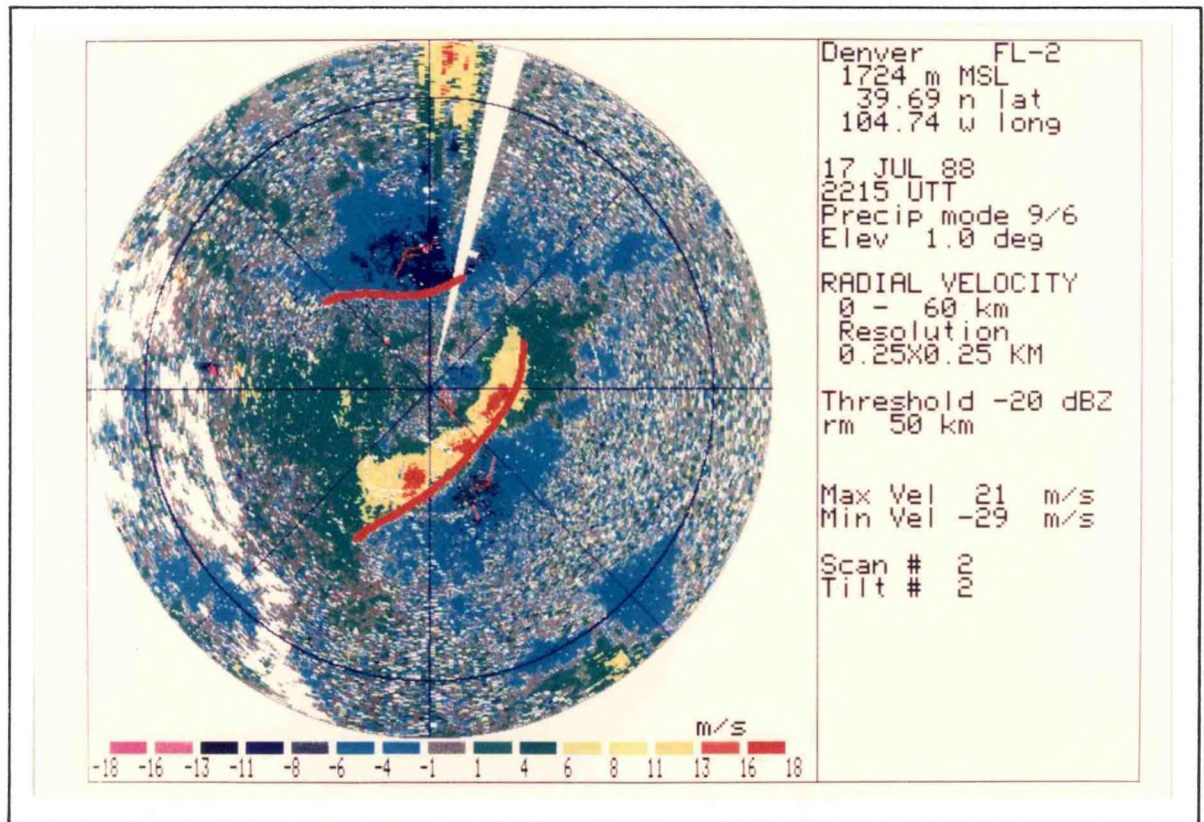 Denver FL-2
1724 m MSL
39.69 n lat
104.74 w long
17 JUL 88
2215 UTT
Precip mode 9/6
Elev 1.0 deg
RADIAL VELOCITY
0 - 60 km
Resolution
0.25X0.25 KM
Threshold -20 dBZ
rm 50 km
Max Vel 21 m/s
Min Vel -29 m/s
Scan # 2
Tilt # 2
m/s
-18 -16 -13 -11 -8 -6 -4 -1 1 4 6 8 11 13 16 18